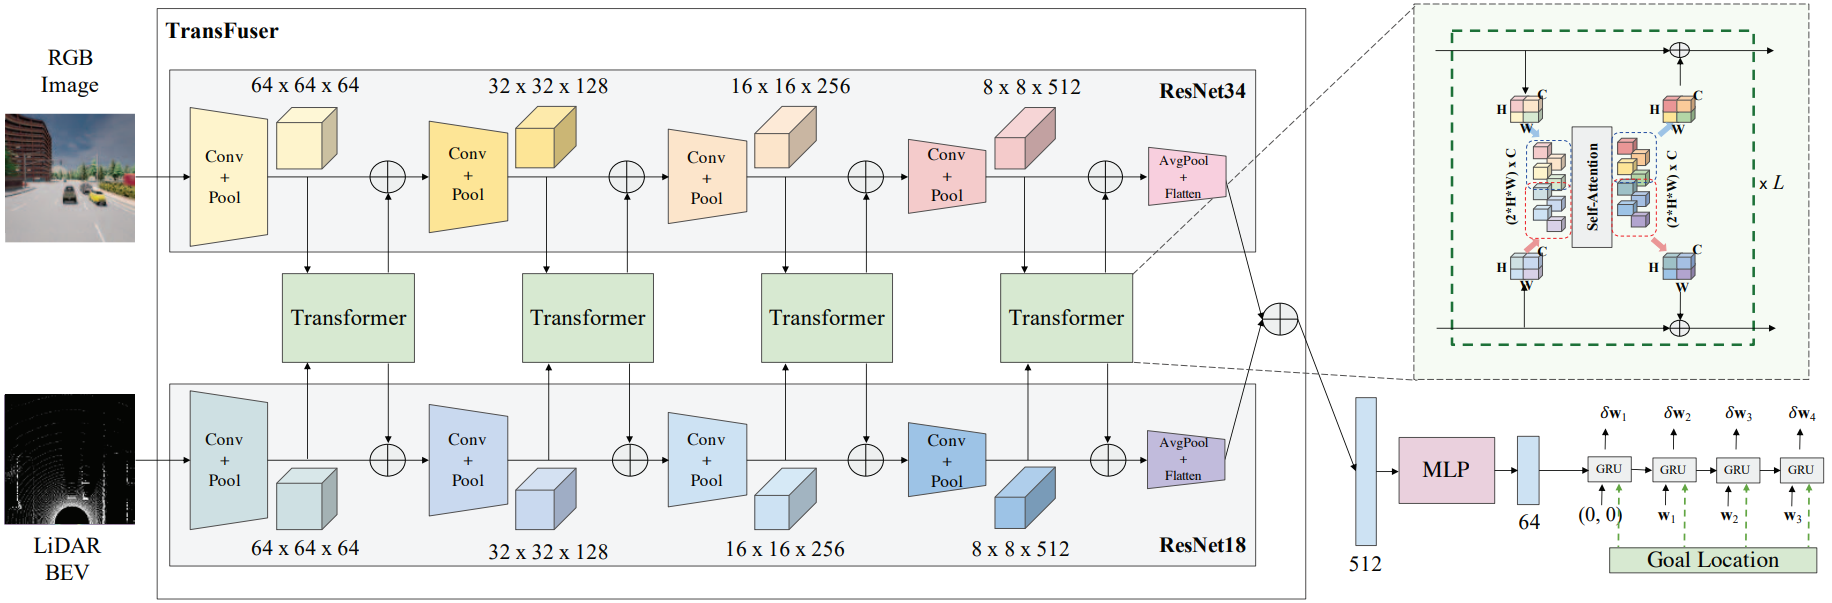 TransFuser
RGB
Image
64 x 64 x 64
32 x 32 x 128
16 x 16 x 256
8 x 8 x 512
ResNet34
Conv
+
Pool
Conv
+
Pool
Conv
+
Pool
Conv
+
Pool
AvgPool
+
Flatten
Transformer
Transformer
Transformer
Transformer
Conv
+
Pool
Conv
+
Pool
Conv
+
Pool
Conv
+
Pool
AvgPool
+
Flatten
64 x 64 x 64
32 x 32 x 128
16 x 16 x 256
8 x 8 x 512
ResNet18
LiDAR
BEV
H
C
W
(2*H*W) x C
H
C
W
Self-Attention
H
C
W
(2*H*W) x C
H
C
W
x L
512
MLP
64
δw₁ δw₂ δw₃ δw₄
GRU GRU GRU GRU
(0, 0) w₁ w₂ w₃
Goal Location